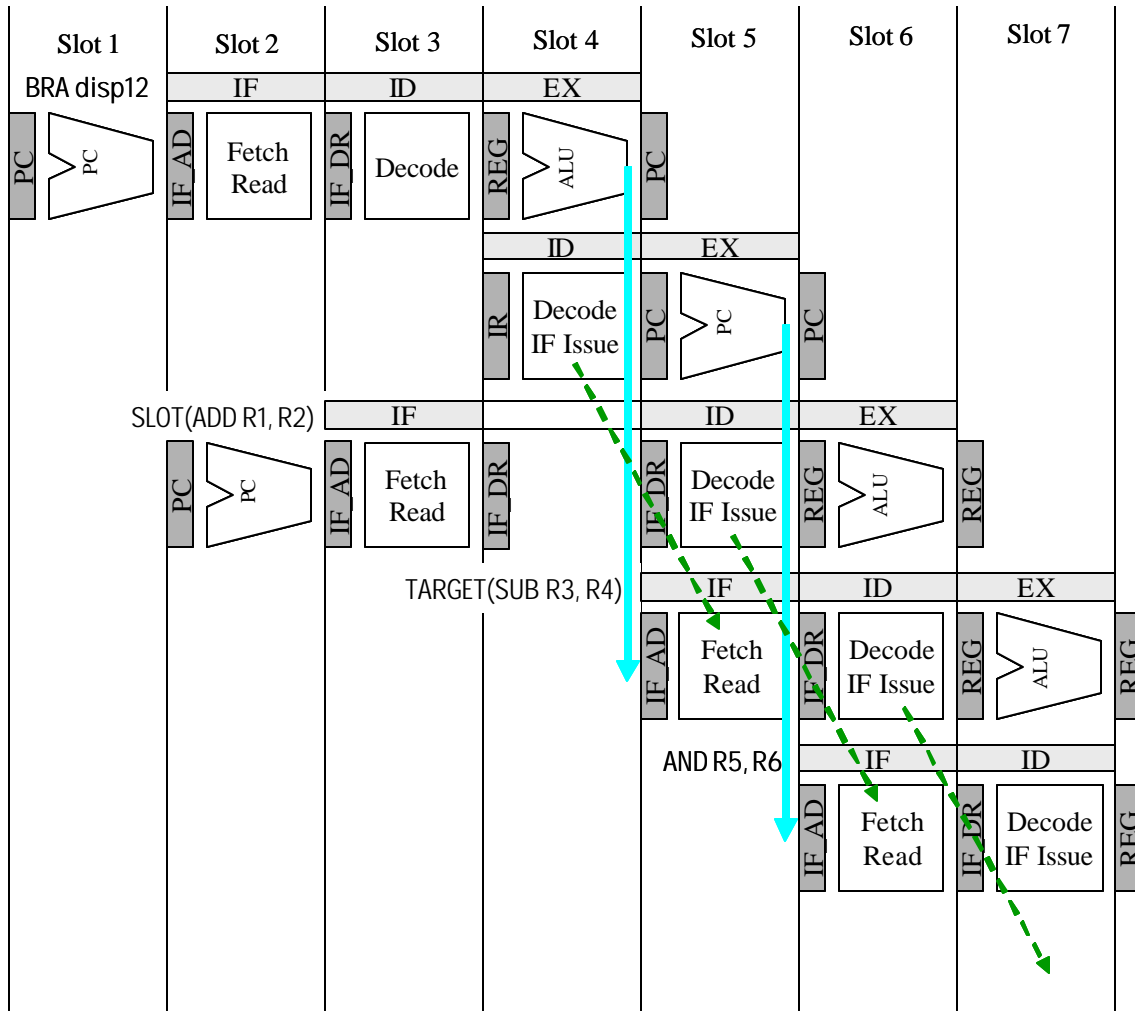 Slot 1 Slot 2 Slot 3 Slot 4 Slot 5 Slot 6 Slot 7
BRA disp12 IF ID EX
PC PC IF_AD Fetch Read IF_DR Decode REG ALU PC
ID EX
IR Decode IF Issue PC PC PC
SLOT(ADD R1, R2) IF ID EX
PC PC IF_AD Fetch Read IF_DR IF_DR Decode IF Issue REG ALU REG
TARGET(SUB R3, R4) IF ID EX
IF_AD Fetch Read IF_DR Decode IF Issue REG ALU REG
AND R5, R6 IF ID
IF_AD Fetch Read IF_DR Decode IF Issue REG